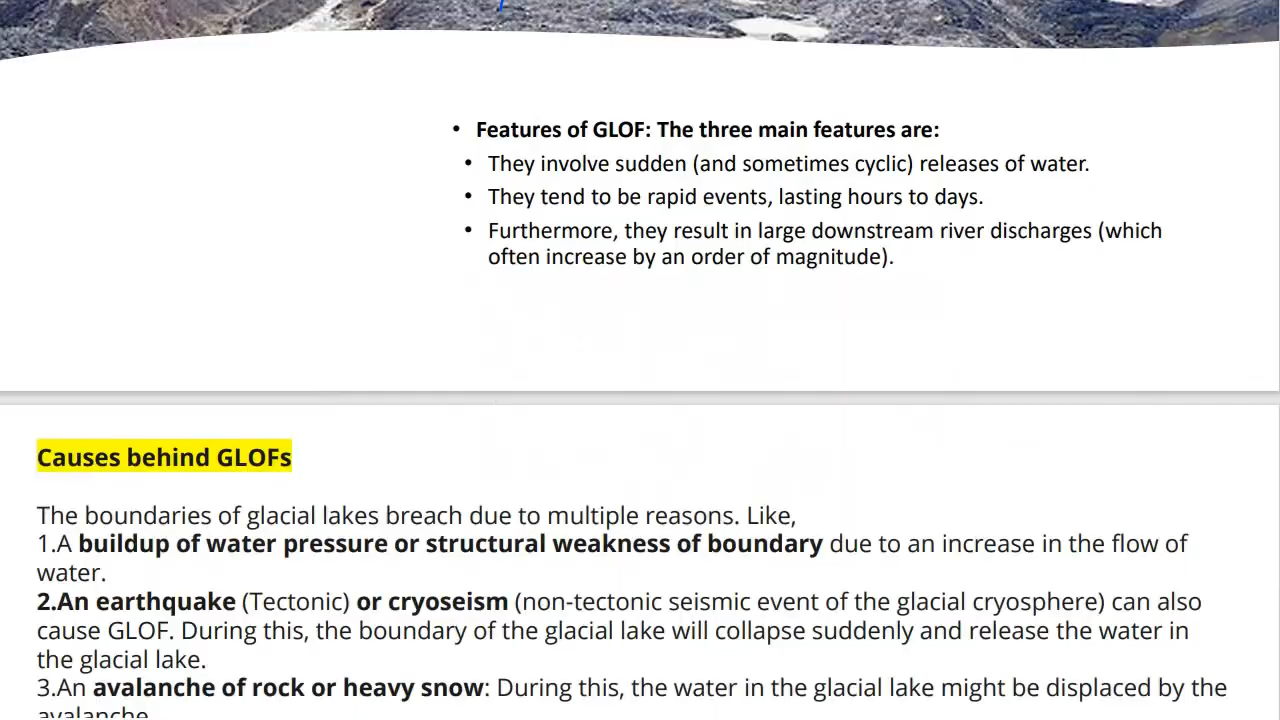 • Features of GLOF: The three main features are:
• They involve sudden (and sometimes cyclic) releases of water.
• They tend to be rapid events, lasting hours to days.
• Furthermore, they result in large downstream river discharges (which
often increase by an order of magnitude).
Causes behind GLOFs
The boundaries of glacial lakes breach due to multiple reasons. Like,
1.A buildup of water pressure or structural weakness of boundary due to an increase in the flow of
water.
2.An earthquake (Tectonic) or cryoseism (non-tectonic seismic event of the glacial cryosphere) can also
cause GLOF. During this, the boundary of the glacial lake will collapse suddenly and release the water in
the glacial lake.
3.An avalanche of rock or heavy snow: During this, the water in the glacial lake might be displaced by the
avalanche.